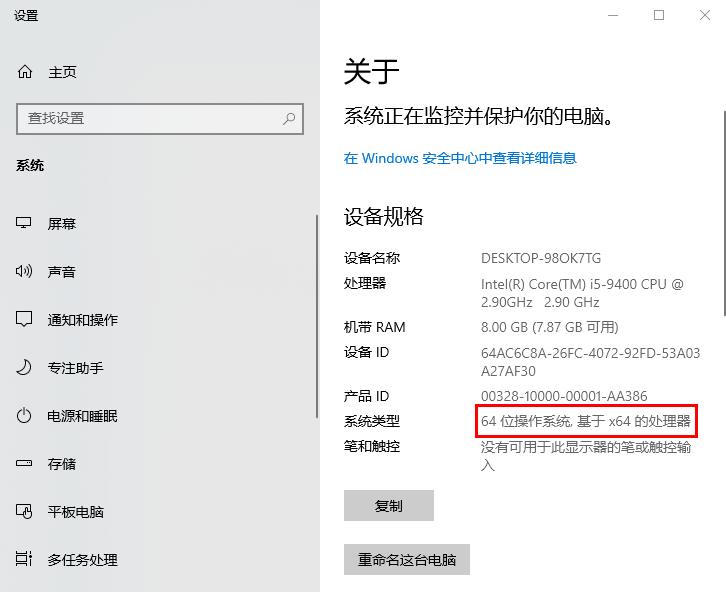 设置
主页
查找设置
系统
屏幕
声音
通知和操作
专注助手
电源和睡眠
存储
平板电脑
多任务处理
关于
系统正在监控并保护你的电脑。
在 Windows 安全中心中查看详细信息
设备规格
设备名称 DESKTOP-98OK7TG
处理器 Intel(R) Core(TM) i5-9400 CPU @
2.90GHz 2.90 GHz
机带 RAM 8.00 GB (7.87 GB 可用)
设备 ID 64AC6C8A-26FC-4072-92FD-53A03
A27AF30
产品 ID 00328-10000-00001-AA386
系统类型 64 位操作系统, 基于 x64 的处理器
笔和触控 没有可用于此显示器的笔或触控输
入
复制
重命名这台电脑